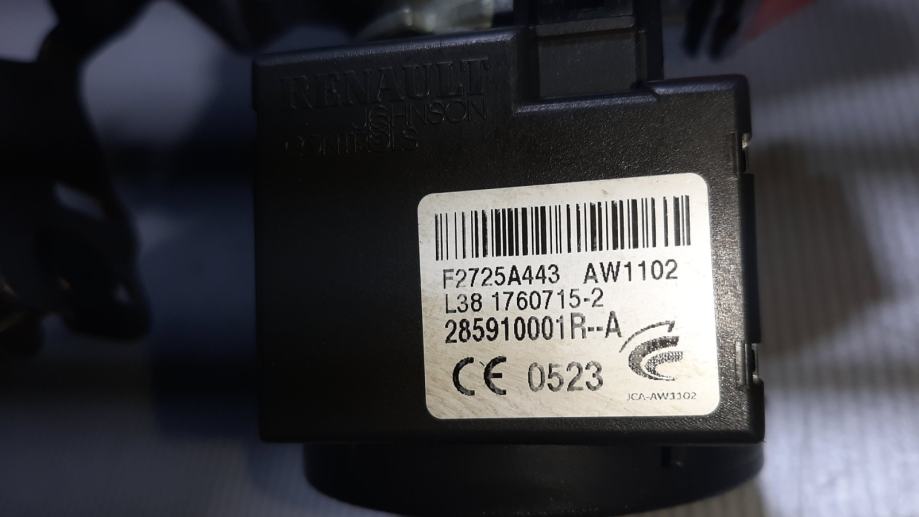 RENAULT
JOHNSON
CONTROLS
F2725A443 AW1102
L38 1760715-2
285910001R--A
CE 0523
JCA-AW1102